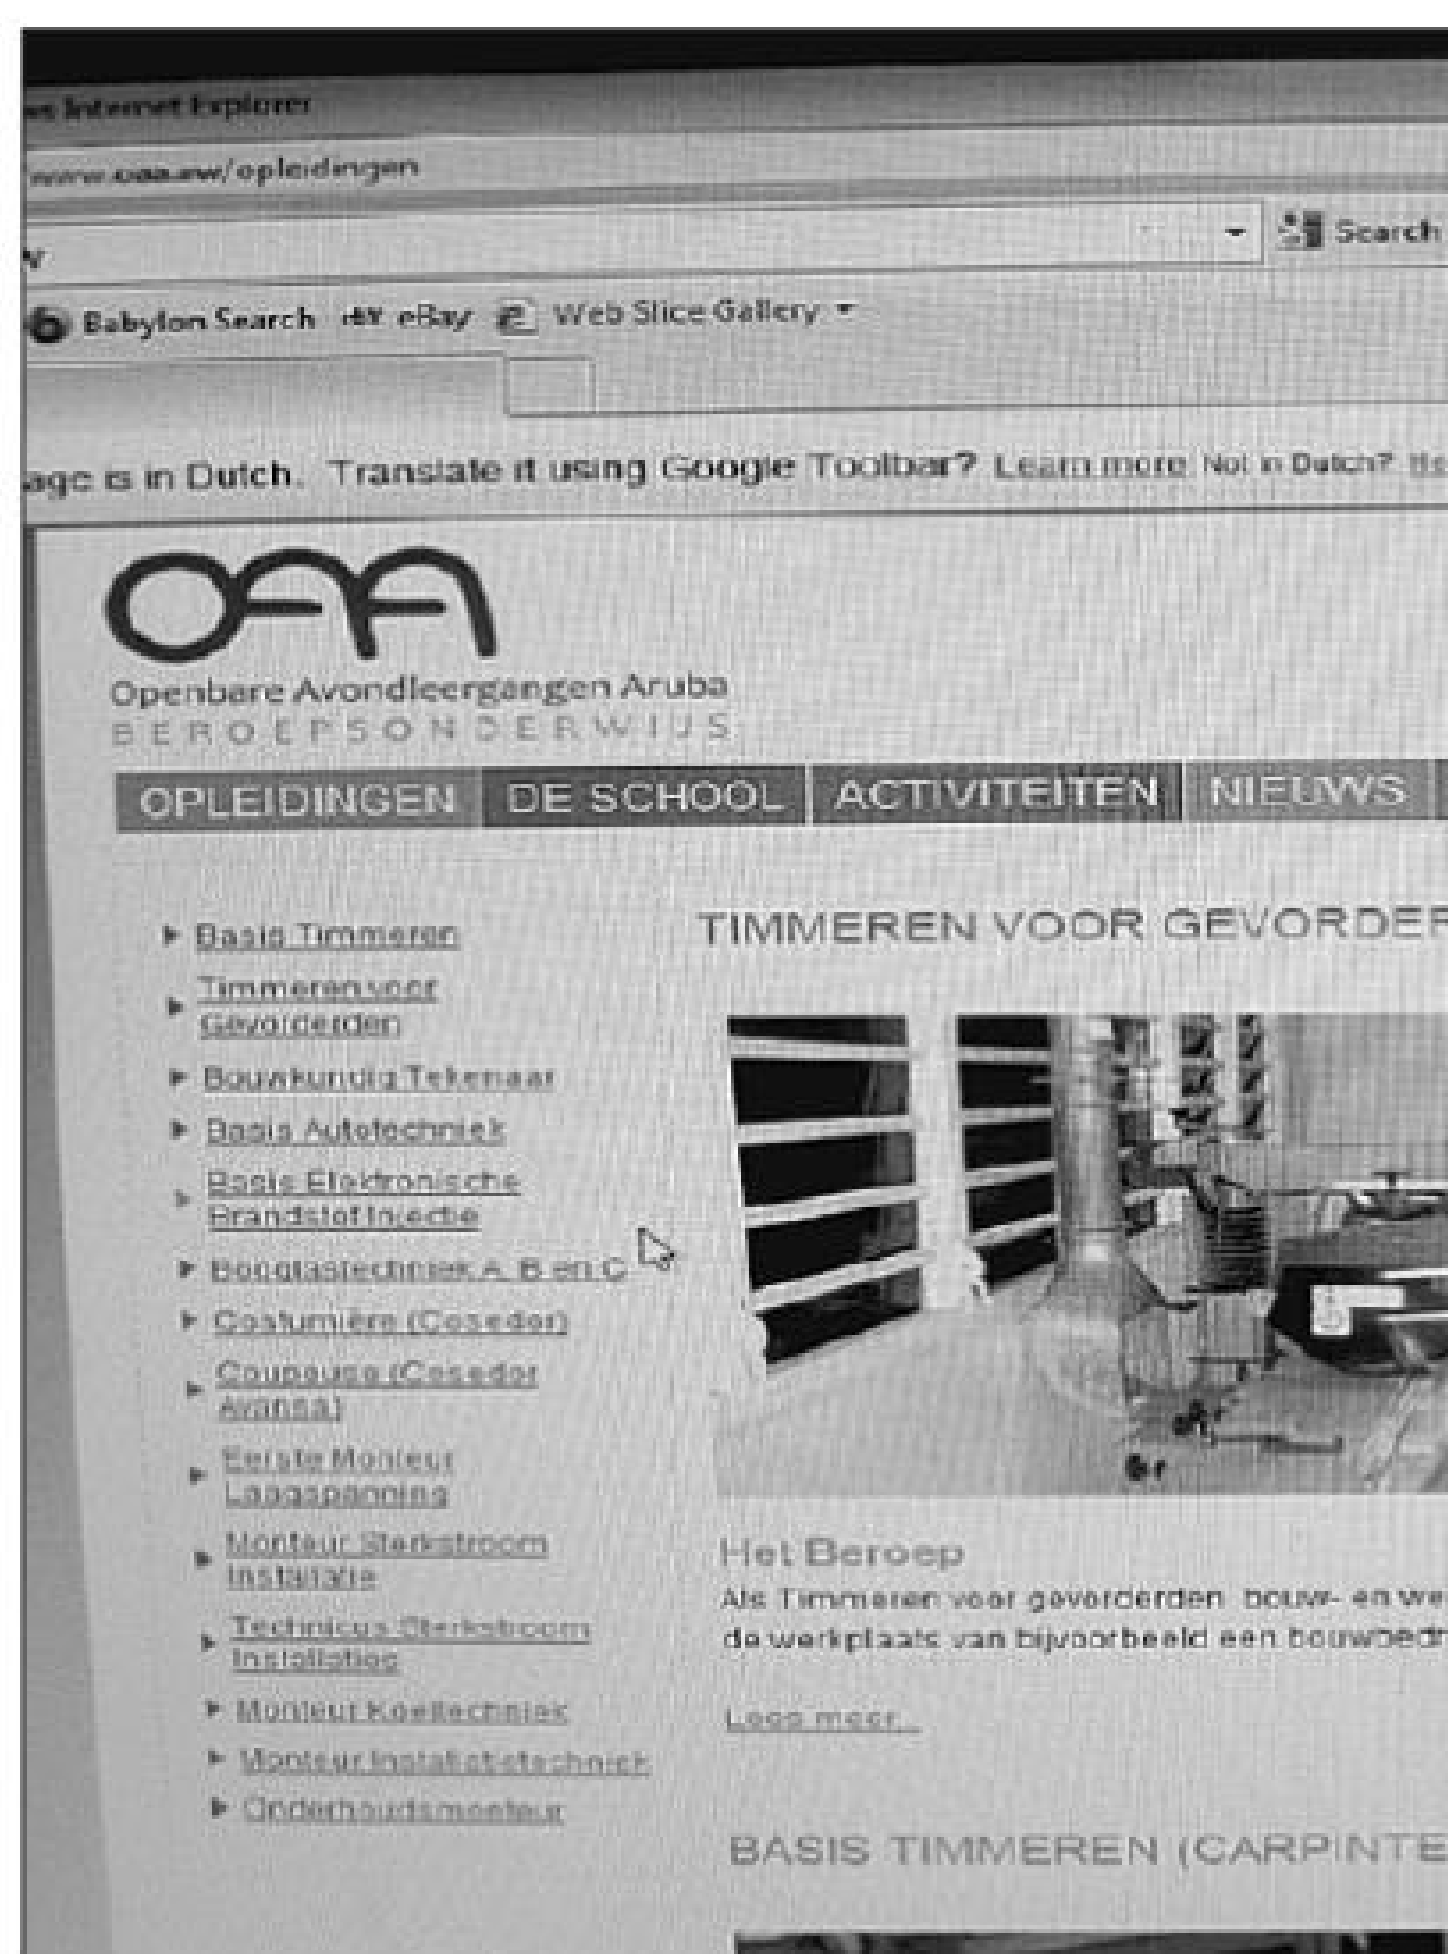 ws Internet Explorer
www.oaa.aw/opleidingen
Search
Babylon Search eBay Web Slice Gallery
age is in Dutch. Translate it using Google Toolbar? Learn more Not in Dutch?
OAA
Openbare Avondleergangen Aruba
BEROEPSONDERWIJS
OPLEIDINGEN DE SCHOOL ACTIVITEITEN NIEUWS
Basis Timmeren
Timmeren voor
Gevorderden
Bouwkundig Tekenaar
Basis Autotechniek
Basis Elektronische
Brandstof Injectie
Booglastechniek A, B en C
Costumière (Cosedor)
Coupeuse (Cosedor
Avansa)
Eerste Monteur
Laagspanning
Monteur Sterkstroom
Installatie
Technicus Sterkstroom
Installaties
Monteur Koeltechniek
Monteur Installatietechniek
Onderhoudsmonteur
TIMMEREN VOOR GEVORDER
Het Beroep
Als Timmeren voor gevorderden bouw- en we
de werkplaats van bijvoorbeeld een bouwbedr
Lees meer...
BASIS TIMMEREN (CARPINTE